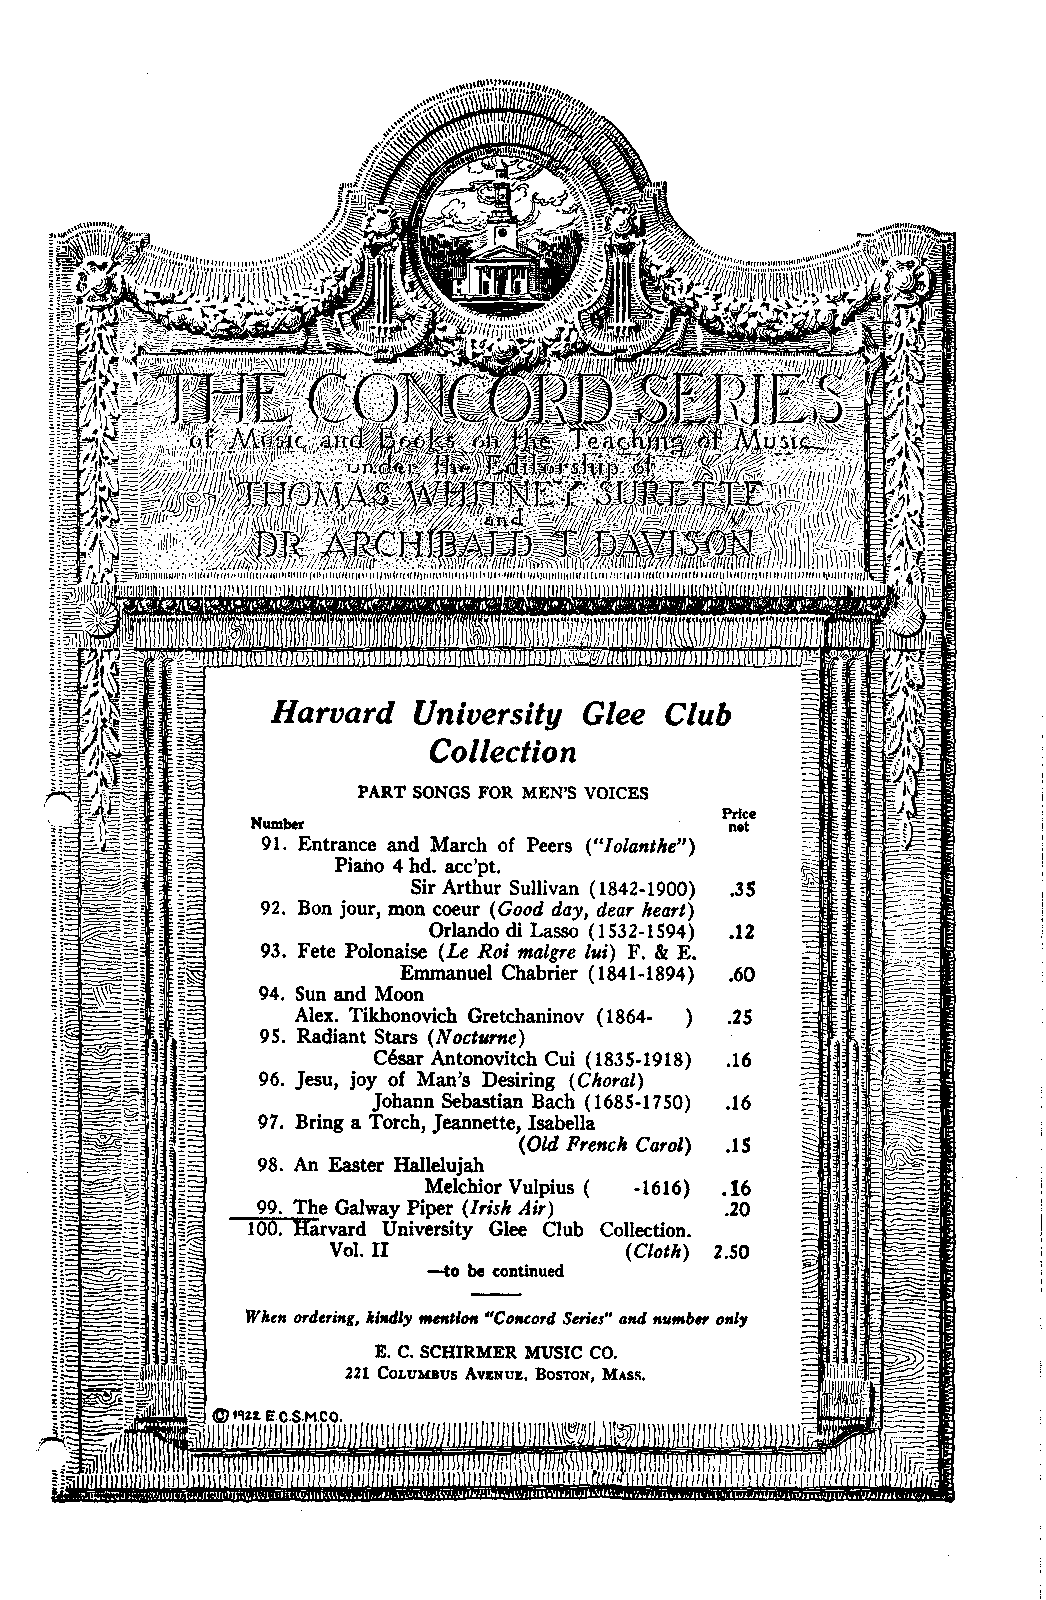 THE CONCORD SERIES
of Music and Books on the Teaching of Music
under the Editorship of
THOMAS WHITNEY SURETTE
and
DR ARCHIBALD T. DAVISON
Harvard University Glee Club
Collection
PART SONGS FOR MEN'S VOICES
Number Price net
91. Entrance and March of Peers ("Iolanthe")
Piano 4 hd. acc'pt.
Sir Arthur Sullivan (1842-1900) .35
92. Bon jour, mon coeur (Good day, dear heart)
Orlando di Lasso (1532-1594) .12
93. Fete Polonaise (Le Roi malgre lui) F. & E.
Emmanuel Chabrier (1841-1894) .60
94. Sun and Moon
Alex. Tikhonovich Gretchaninov (1864- ) .25
95. Radiant Stars (Nocturne)
César Antonovitch Cui (1835-1918) .16
96. Jesu, joy of Man's Desiring (Choral)
Johann Sebastian Bach (1685-1750) .16
97. Bring a Torch, Jeannette, Isabella
(Old French Carol) .15
98. An Easter Hallelujah
Melchior Vulpius ( -1616) .16
99. The Galway Piper (Irish Air) .20
100. Harvard University Glee Club Collection.
Vol. II (Cloth) 2.50
—to be continued
When ordering, kindly mention "Concord Series" and number only
E. C. SCHIRMER MUSIC CO.
221 COLUMBUS AVENUE, BOSTON, MASS.
© 1922 E.C.S.M.CO.